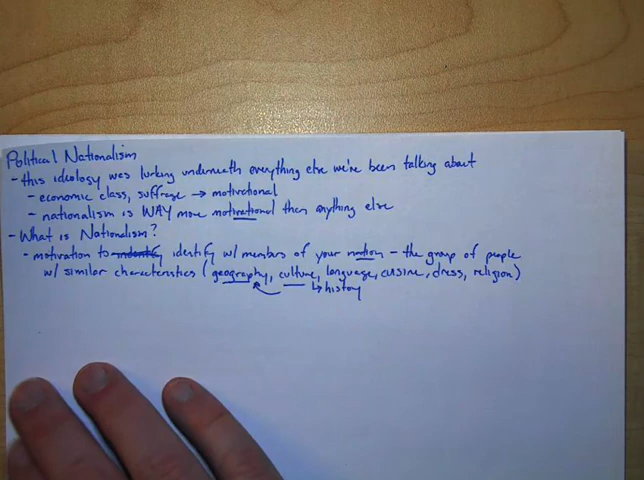 Political Nationalism
- this ideology was lurking underneath everything else we've been talking about
- economic class, suffrage → motivational
- nationalism is WAY more motivational than anything else
- What is Nationalism?
- motivation to indentify identify w/ members of your nation - the group of people
w/ similar characteristics (geography, culture, language, cuisine, dress, religion)
↳ history